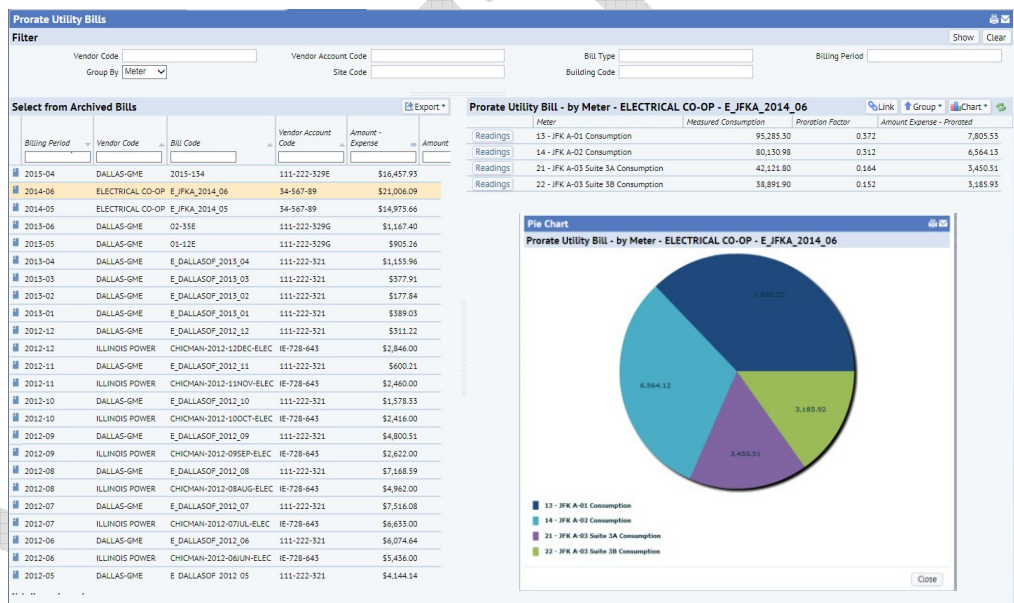 Prorate Utility Bills
Filter
Show Clear
Vendor Code Vendor Account Code Bill Type Billing Period
Group By Meter Site Code Building Code
Select from Archived Bills Export
Billing Period Vendor Code Bill Code Vendor Account Code Amount - Expense Amount
2015-04 DALLAS-GME 2015-134 111-222-329E $16,457.93
2014-06 ELECTRICAL CO-OP E_JFKA_2014_06 34-567-89 $21,006.09
2014-05 ELECTRICAL CO-OP E_JFKA_2014_05 34-567-89 $14,975.66
2013-06 DALLAS-GME 02-35E 111-222-329G $1,167.40
2013-05 DALLAS-GME 01-12E 111-222-329G $905.26
2013-04 DALLAS-GME E_DALLASOF_2013_04 111-222-321 $1,135.96
2013-03 DALLAS-GME E_DALLASOF_2013_03 111-222-321 $377.91
2013-02 DALLAS-GME E_DALLASOF_2013_02 111-222-321 $177.84
2013-01 DALLAS-GME E_DALLASOF_2013_01 111-222-321 $389.03
2012-12 DALLAS-GME E_DALLASOF_2012_12 111-222-321 $311.22
2012-12 ILLINOIS POWER CHICMAN-2012-12DEC-ELEC IE-728-643 $2,846.00
2012-11 DALLAS-GME E_DALLASOF_2012_11 111-222-321 $600.21
2012-11 ILLINOIS POWER CHICMAN-2012-11NOV-ELEC IE-728-643 $2,460.00
2012-10 DALLAS-GME E_DALLASOF_2012_10 111-222-321 $1,578.33
2012-10 ILLINOIS POWER CHICMAN-2012-10OCT-ELEC IE-728-643 $2,416.00
2012-09 DALLAS-GME E_DALLASOF_2012_09 111-222-321 $4,800.51
2012-09 ILLINOIS POWER CHICMAN-2012-09SEP-ELEC IE-728-643 $2,622.00
2012-08 DALLAS-GME E_DALLASOF_2012_08 111-222-321 $7,168.59
2012-08 ILLINOIS POWER CHICMAN-2012-08AUG-ELEC IE-728-643 $4,962.00
2012-07 DALLAS-GME E_DALLASOF_2012_07 111-222-321 $7,516.08
2012-07 ILLINOIS POWER CHICMAN-2012-07JUL-ELEC IE-728-643 $6,633.00
2012-06 DALLAS-GME E_DALLASOF_2012_06 111-222-321 $6,074.64
2012-06 ILLINOIS POWER CHICMAN-2012-06JUN-ELEC IE-728-643 $5,436.00
2012-05 DALLAS-GME E_DALLASOF_2012_05 111-222-321 $4,144.14
Prorate Utility Bill - by Meter - ELECTRICAL CO-OP - E_JFKA_2014_06 Link Group Chart
Meter Measured Consumption Proration Factor Amount Expense - Prorated
Readings 13 - JFK A-01 Consumption 95,285.30 0.372 7,805.53
Readings 14 - JFK A-02 Consumption 80,130.98 0.312 6,564.13
Readings 21 - JFK A-03 Suite 3A Consumption 42,121.80 0.164 3,450.51
Readings 22 - JFK A-03 Suite 3B Consumption 38,891.90 0.152 3,185.93
Pie Chart
Prorate Utility Bill - by Meter - ELECTRICAL CO-OP - E_JFKA_2014_06
6,564.12
3,185.92
3,450.51
13 - JFK A-01 Consumption
14 - JFK A-02 Consumption
21 - JFK A-03 Suite 3A Consumption
22 - JFK A-03 Suite 3B Consumption
Close